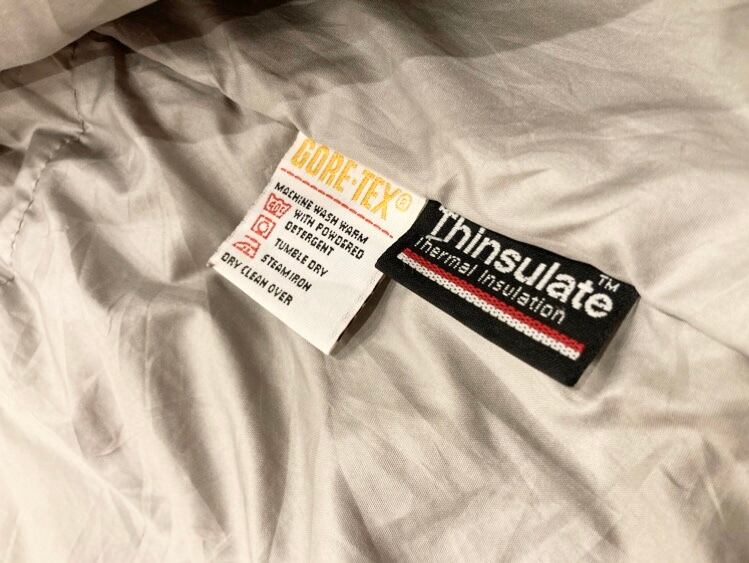 GORE-TEX®
MACHINE WASH WARM
WITH POWDERED
DETERGENT
TUMBLE DRY
STEAM IRON
DRY CLEAN OVER
Thinsulate™
Thermal Insulation